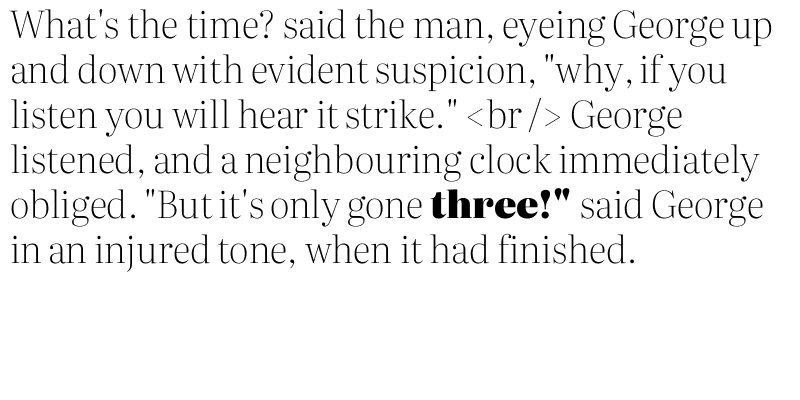 What's the time? said the man, eyeing George up
and down with evident suspicion, "why, if you
listen you will hear it strike." <br /> George
listened, and a neighbouring clock immediately
obliged. "But it's only gone three!" said George
in an injured tone, when it had finished.